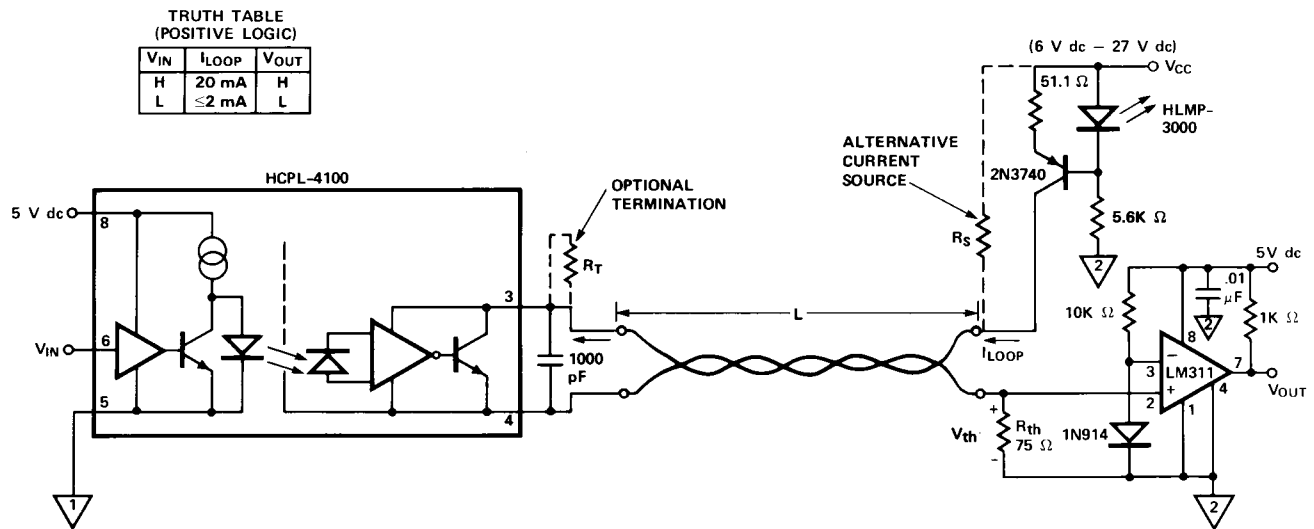 TRUTH TABLE
(POSITIVE LOGIC)
VIN ILOOP VOUT
H 20 mA H
L ≤2 mA L
HCPL-4100
5 V dc
8
VIN
6
5
1
3
4
OPTIONAL
TERMINATION
RT
1000
pF
L
ALTERNATIVE
CURRENT
SOURCE
RS
(6 V dc – 27 V dc)
VCC
51.1 Ω
HLMP-
3000
2N3740
5.6K Ω
2
ILOOP
5V dc
.01
μF
2
10K Ω
1K Ω
8
–
3
LM311
7
+
2
4
1
VOUT
+
Vth
Rth
75 Ω
–
1N914
2